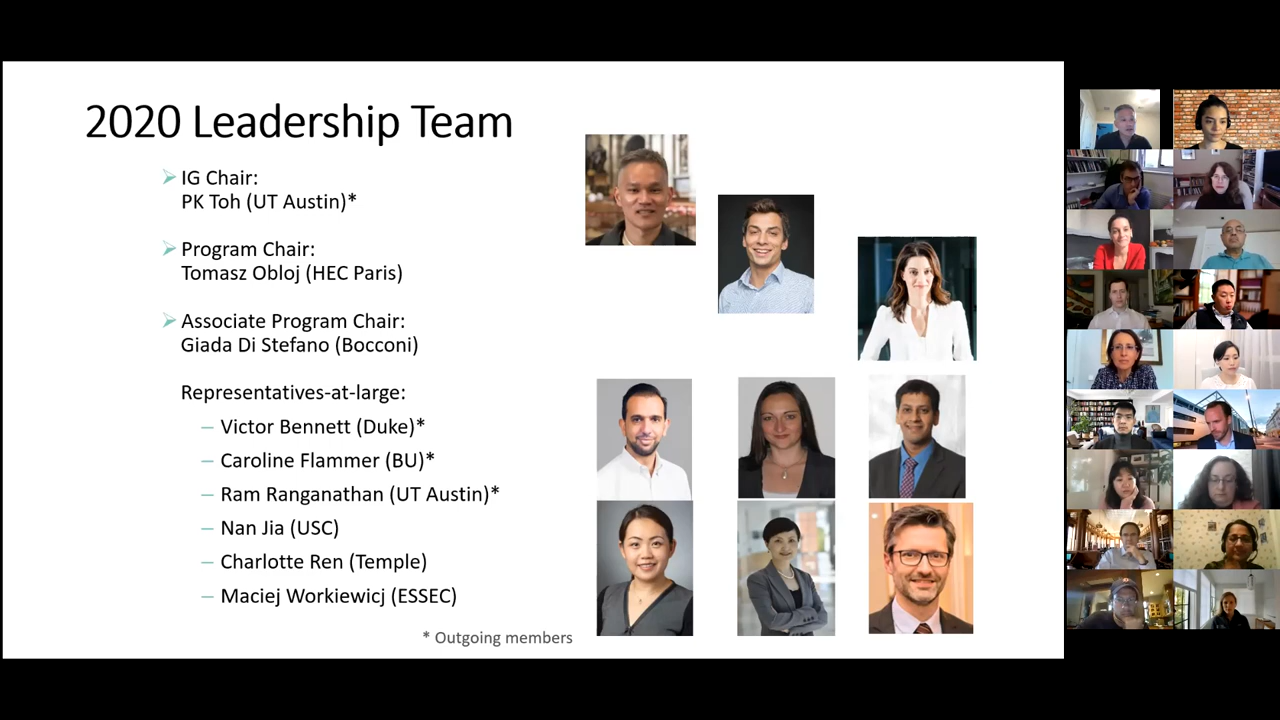 2020 Leadership Team
IG Chair:
PK Toh (UT Austin)*
Program Chair:
Tomasz Obloj (HEC Paris)
Associate Program Chair:
Giada Di Stefano (Bocconi)
Representatives-at-large:
– Victor Bennett (Duke)*
– Caroline Flammer (BU)*
– Ram Ranganathan (UT Austin)*
– Nan Jia (USC)
– Charlotte Ren (Temple)
– Maciej Workiewicj (ESSEC)
* Outgoing members